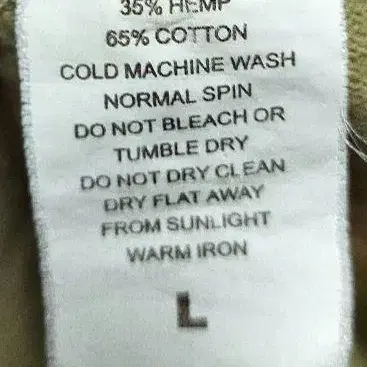 35% HEMP
65% COTTON
COLD MACHINE WASH
NORMAL SPIN
DO NOT BLEACH OR
TUMBLE DRY
DO NOT DRY CLEAN
DRY FLAT AWAY
FROM SUNLIGHT
WARM IRON
L